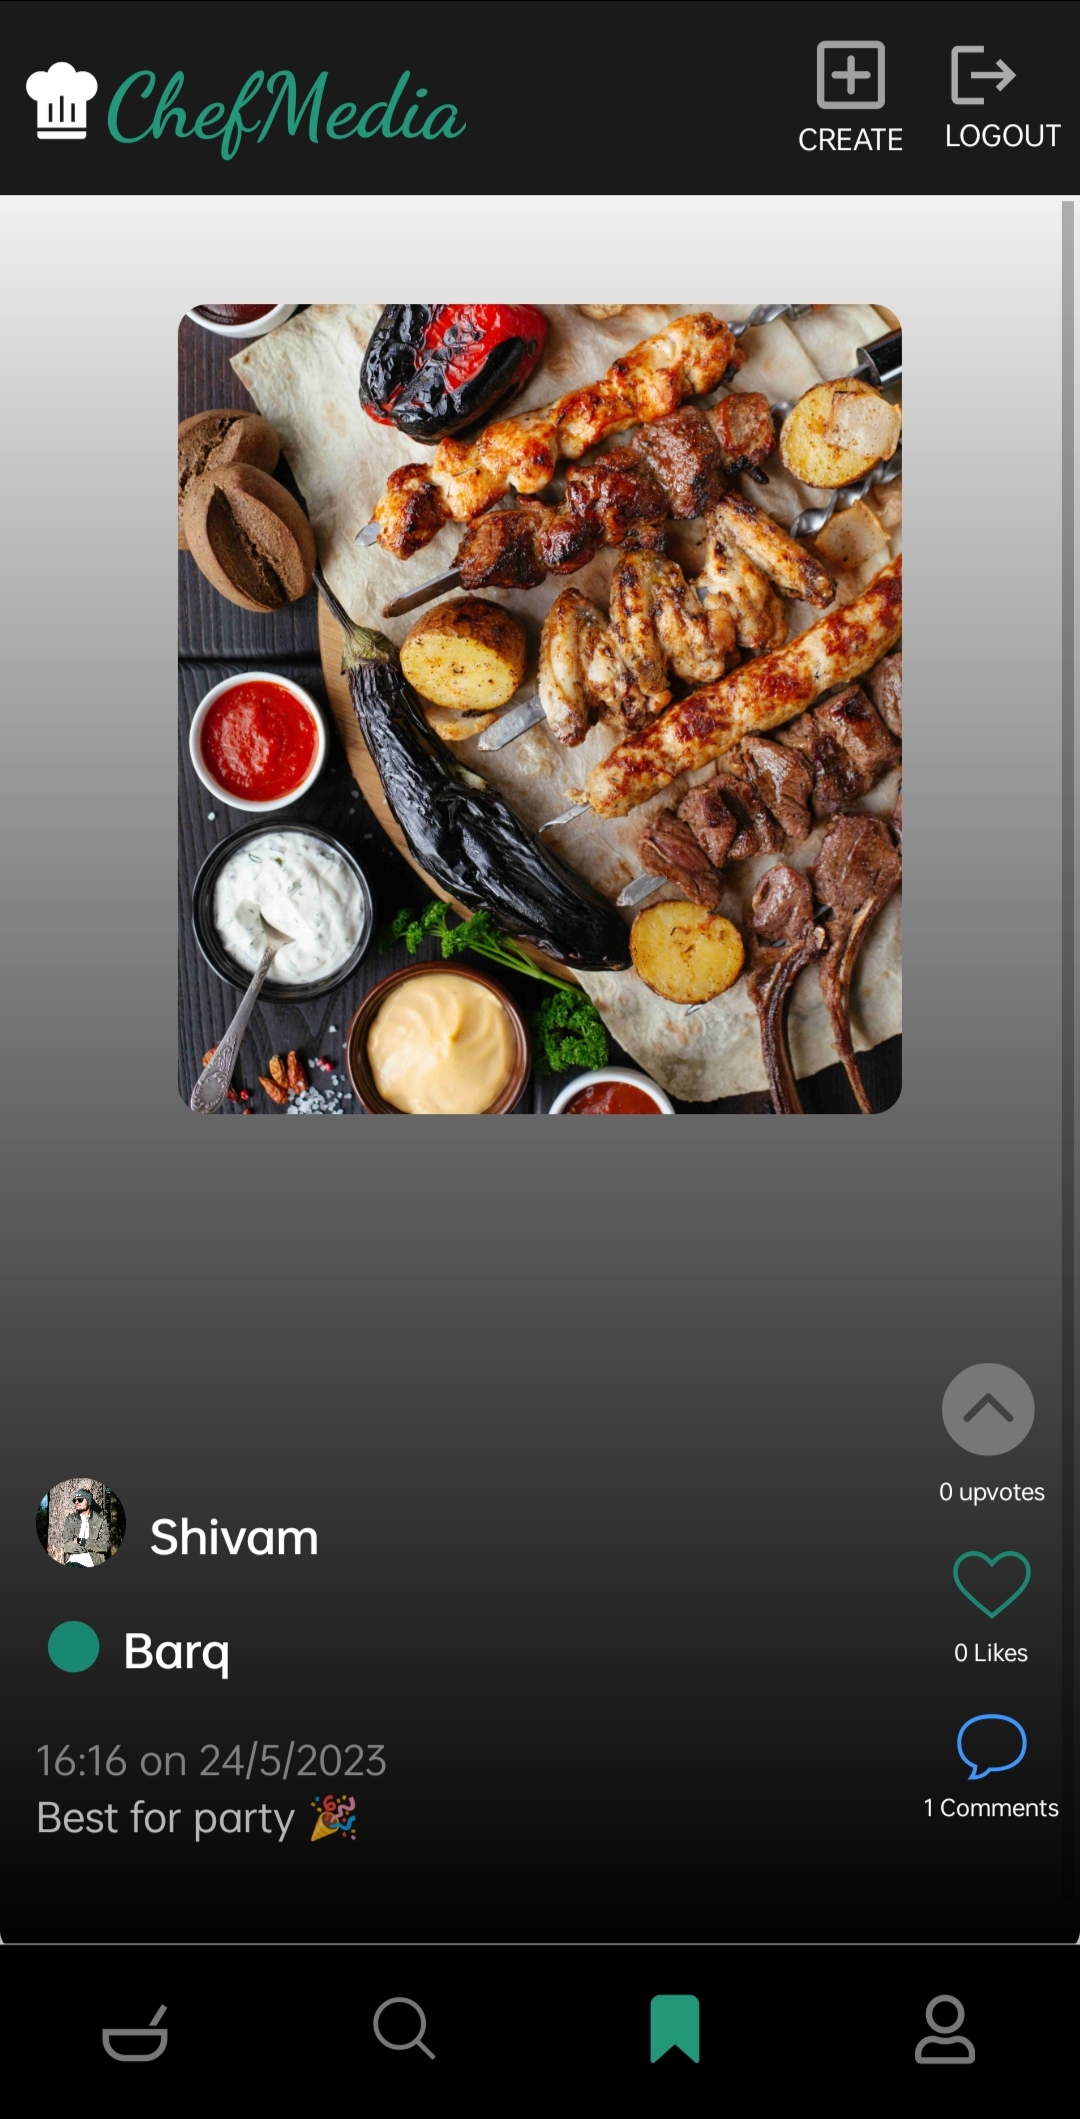 ChefMedia
CREATE
LOGOUT
0 upvotes
Shivam
0 Likes
Barq
16:16 on 24/5/2023
Best for party 🎉
1 Comments